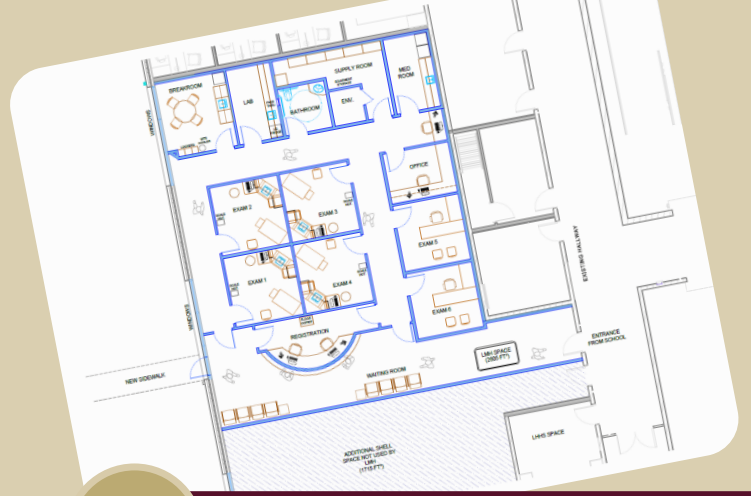 BREAKROOM
LAB
SUPPLY ROOM
MED
ROOM
BATHROOM
ENV.
WINDOWS
OFFICE
EXAM 2
EXAM 3
EXAM 5
EXAM 1
EXAM 4
EXAM 6
WINDOWS
REGISTRATION
EXISTING HALLWAY
ENTRANCE
FROM SCHOOL
NEW SIDEWALK
WAITING ROOM
LMH SPACE
LHHS SPACE
ADDITIONAL SHELL
SPACE NOT USED BY
LMH
(1715 FT²)